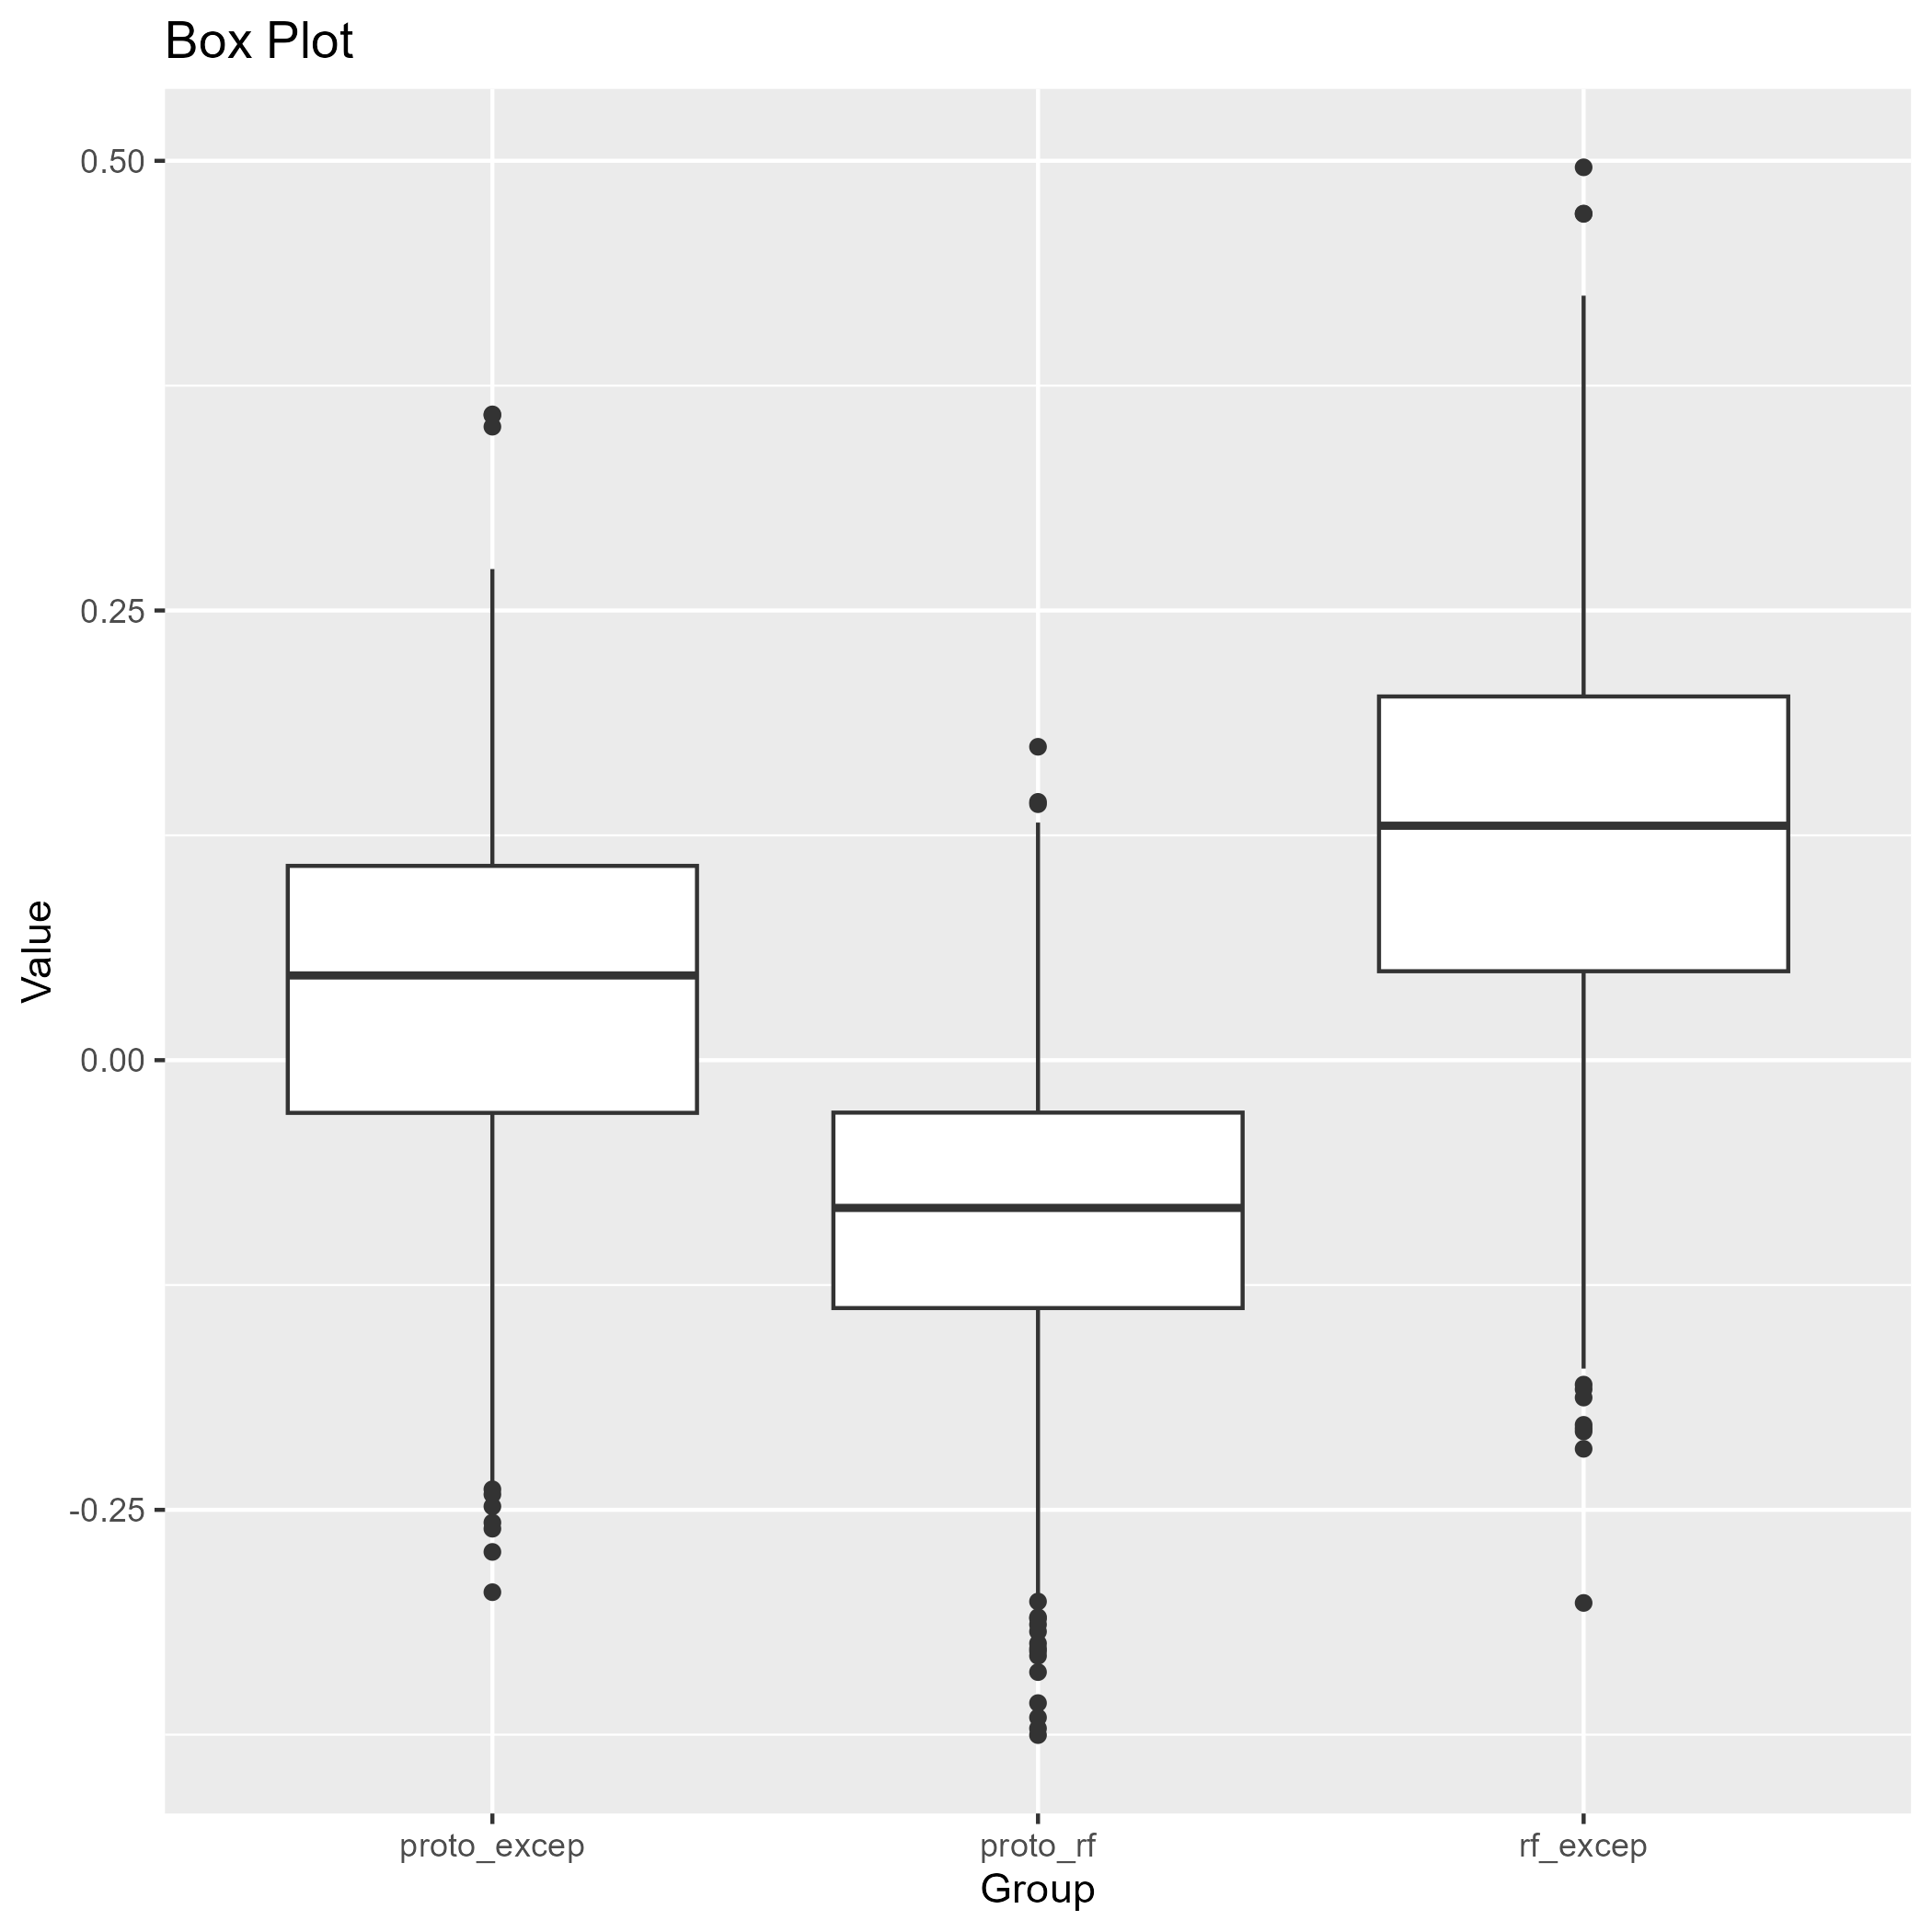 Box Plot
0.50
0.25
0.00
-0.25
Value
proto_excep
proto_rf
rf_excep
Group